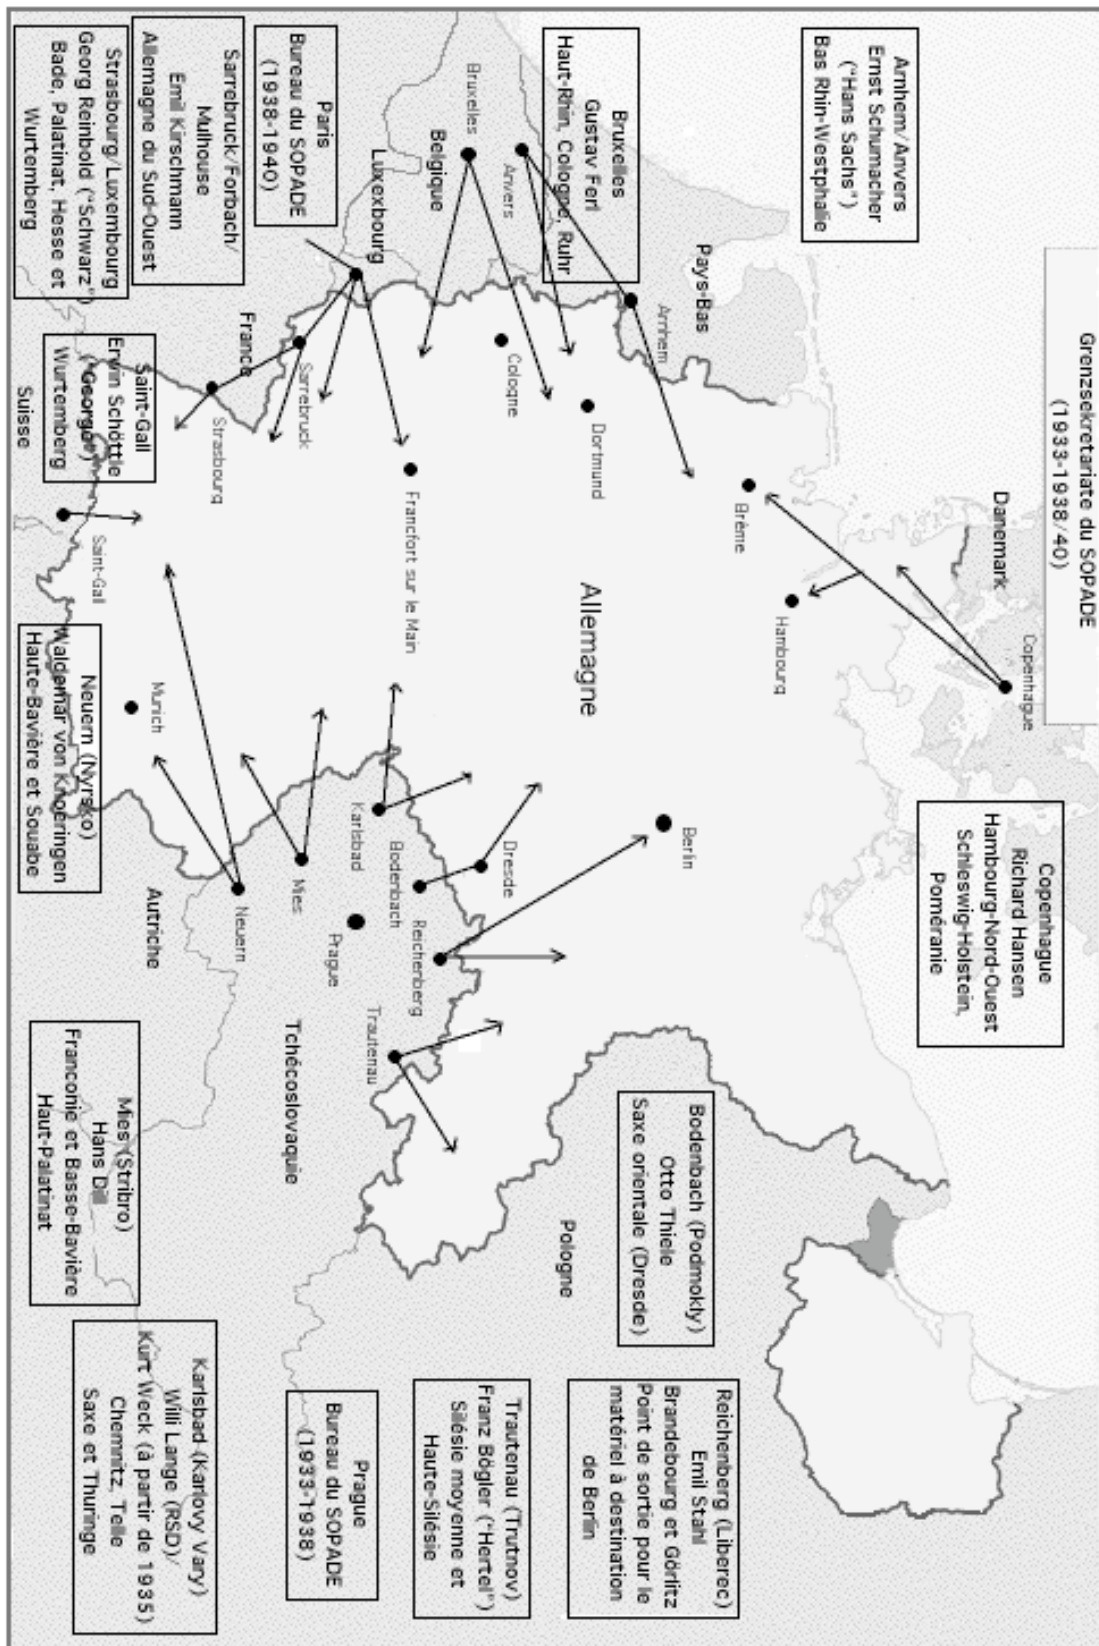 Grenzsekretariate du SOPADE
(1933-1938/40)
Arnhem/Anvers
Ernst Schumacher
("Hans Sachs")
Bas Rhin-Westphalie
Bruxelles
Gustav Ferl
Haut-Rhin, Cologne, Ruhr
Paris
Bureau du SOPADE
(1938-1940)
Sarrebruck/Forbach/
Mulhouse
Emil Kirschmann
Allemagne du Sud-Ouest
Strasbourg/Luxembourg
Georg Reinbold ("Schwarz")
Bade, Palatinat, Hesse et
Wurtemberg
Saint-Gall
Erwin Schöttle
("George")
Wurtemberg
Neuern (Nyrsko)
Waldemar von Knoeringen
Haute-Bavière et Souabe
Copenhague
Richard Hansen
Hambourg-Nord-Ouest
Schleswig-Holstein,
Poméranie
Bodenbach (Podmokly)
Otto Thiele
Saxe orientale (Dresde)
Mies (Stribro)
Hans Dill
Franconie et Basse-Bavière
Haut-Palatinat
Reichenberg (Liberec)
Emil Stahl
Brandebourg et Görlitz
Point de sortie pour le
matériel à destination
de Berlin
Trautenau (Trutnov)
Franz Bögler ("Hertel")
Silésie moyenne et
Haute-Silésie
Prague
Bureau du SOPADE
(1933-1938)
Karlsbad-(Karlovy Vary)
Willi Lange (RSD)/
Kurt Weck (à partir de 1935)
Chemnitz, Telle
Saxe et Thuringe
Danemark
Copenhague
Pays-Bas
Arnhem
Anvers
Bruxelles
Belgique
Luxexbourg
France
Suisse
Allemagne
Brême
Hambourg
Dortmund
Cologne
Francfort sur le Main
Sarrebruck
Strasbourg
Saint-Gall
Munich
Berlin
Dresde
Bodenbach
Karlsbad
Reichenberg
Prague
Mies
Neuern
Trautenau
Autriche
Tchécoslovaquie
Pologne